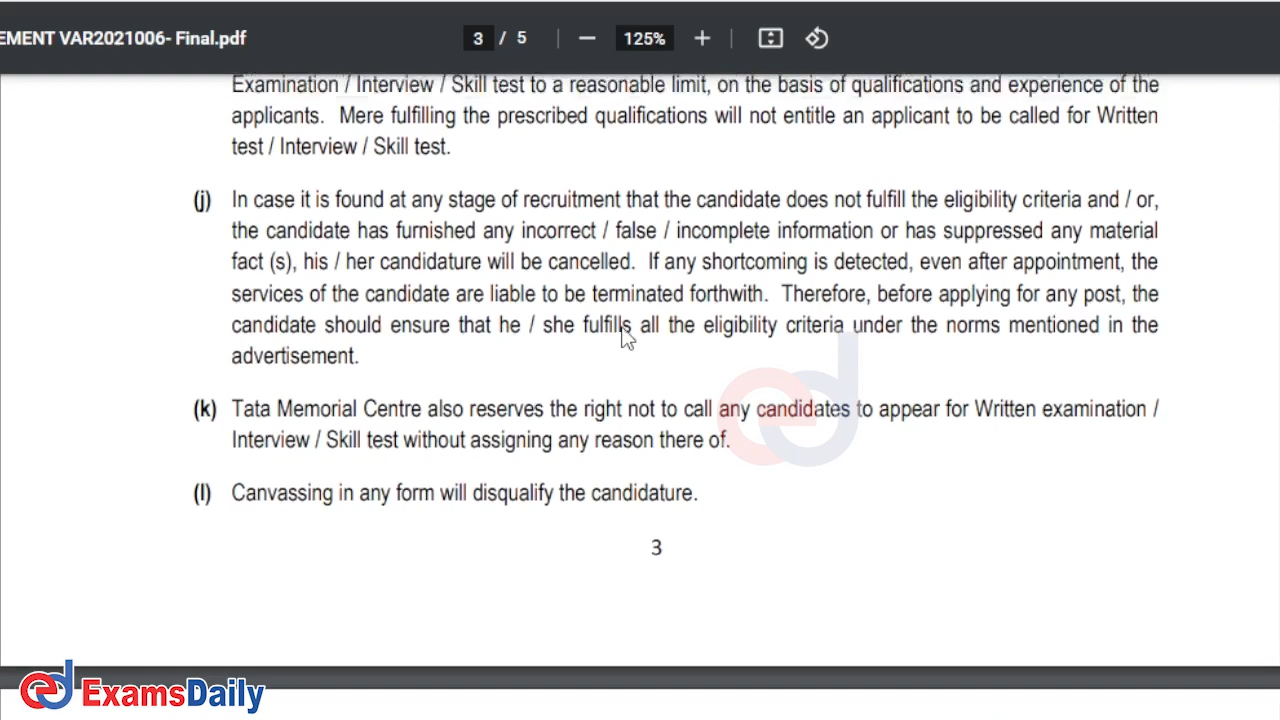 EMENT VAR2021006- Final.pdf
3 / 5
125%
Examination / Interview / Skill test to a reasonable limit, on the basis of qualifications and experience of the
applicants. Mere fulfilling the prescribed qualifications will not entitle an applicant to be called for Written
test / Interview / Skill test.
(j) In case it is found at any stage of recruitment that the candidate does not fulfill the eligibility criteria and / or,
the candidate has furnished any incorrect / false / incomplete information or has suppressed any material
fact (s), his / her candidature will be cancelled. If any shortcoming is detected, even after appointment, the
services of the candidate are liable to be terminated forthwith. Therefore, before applying for any post, the
candidate should ensure that he / she fulfills all the eligibility criteria under the norms mentioned in the
advertisement.
(k) Tata Memorial Centre also reserves the right not to call any candidates to appear for Written examination /
Interview / Skill test without assigning any reason there of.
(l) Canvassing in any form will disqualify the candidature.
3
ed
ed ExamsDaily